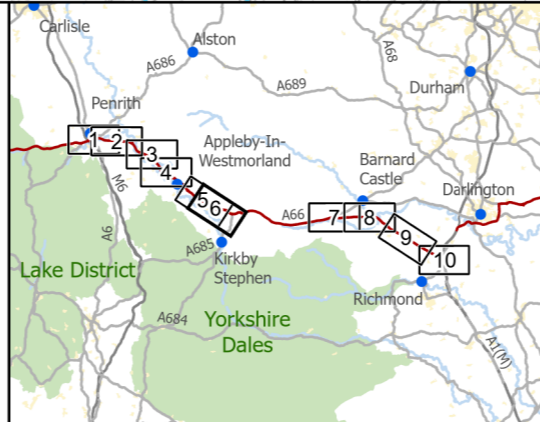 Carlisle
Alston
A686
A68
A689
Durham
Penrith
1
2
3
4
5
6
Appleby-In-
Westmorland
Barnard
Castle
Darlington
M6
A6
A66
7
8
9
10
A685
Kirkby
Stephen
Lake District
Richmond
A684
Yorkshire
Dales
A1(M)